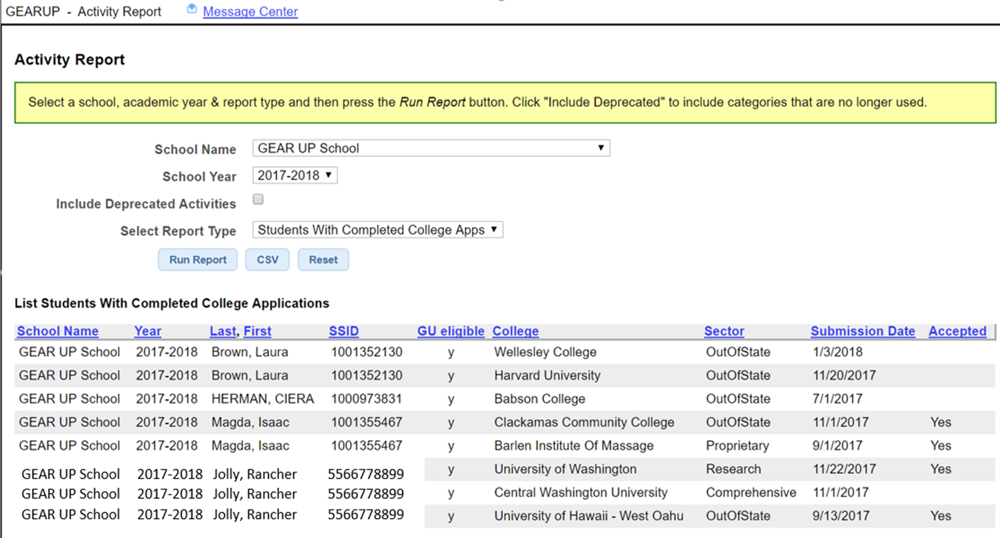 GEARUP - Activity Report Message Center
Activity Report
Select a school, academic year & report type and then press the Run Report button. Click "Include Deprecated" to include categories that are no longer used.
School Name GEAR UP School
School Year 2017-2018
Include Deprecated Activities
Select Report Type Students With Completed College Apps
Run Report CSV Reset
List Students With Completed College Applications
School Name Year Last, First SSID GU eligible College Sector Submission Date Accepted
GEAR UP School 2017-2018 Brown, Laura 1001352130 y Wellesley College OutOfState 1/3/2018
GEAR UP School 2017-2018 Brown, Laura 1001352130 y Harvard University OutOfState 11/20/2017
GEAR UP School 2017-2018 HERMAN, CIERA 1000973831 y Babson College OutOfState 7/1/2017
GEAR UP School 2017-2018 Magda, Isaac 1001355467 y Clackamas Community College OutOfState 11/1/2017 Yes
GEAR UP School 2017-2018 Magda, Isaac 1001355467 y Barlen Institute Of Massage Proprietary 9/1/2017 Yes
GEAR UP School 2017-2018 Jolly, Rancher 5566778899 y University of Washington Research 11/22/2017 Yes
GEAR UP School 2017-2018 Jolly, Rancher 5566778899 y Central Washington University Comprehensive 11/1/2017
GEAR UP School 2017-2018 Jolly, Rancher 5566778899 y University of Hawaii - West Oahu OutOfState 9/13/2017 Yes